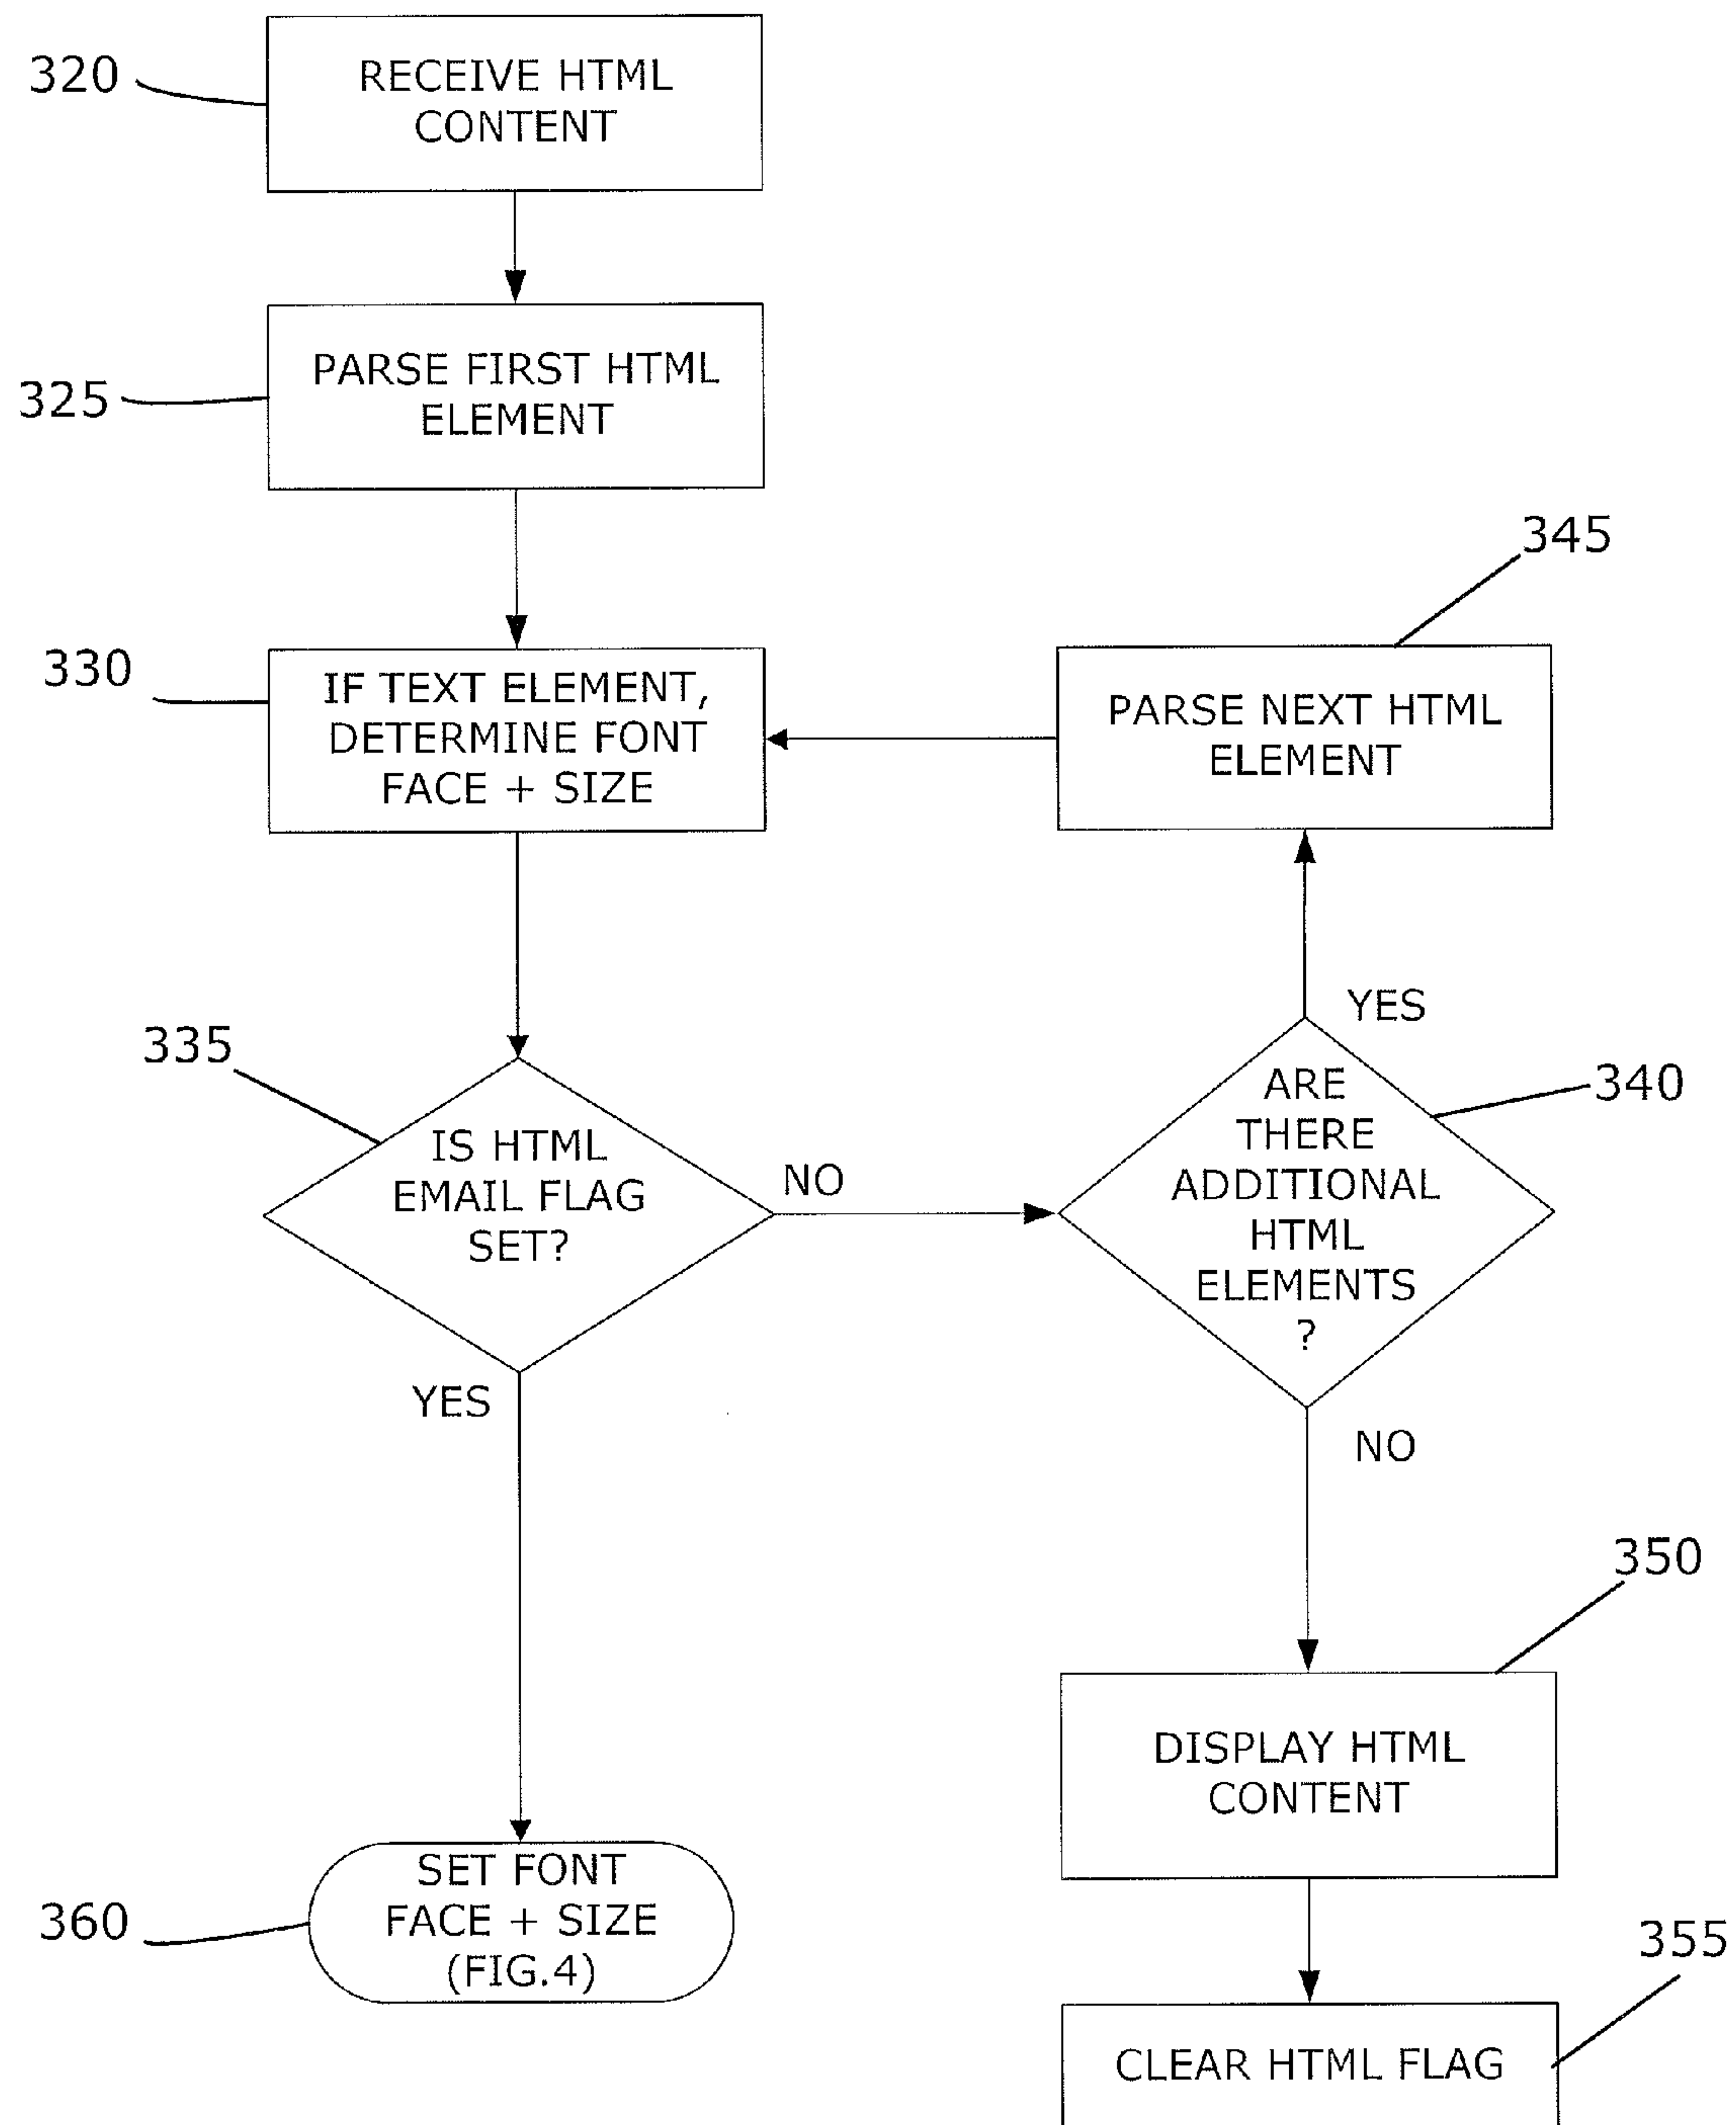 320
RECEIVE HTML
CONTENT
325
PARSE FIRST HTML
ELEMENT
345
330
IF TEXT ELEMENT,
DETERMINE FONT
FACE + SIZE
PARSE NEXT HTML
ELEMENT
335
IS HTML
EMAIL FLAG
SET?
NO
YES
YES
340
ARE
THERE
ADDITIONAL
HTML
ELEMENTS
?
NO
350
DISPLAY HTML
CONTENT
360
SET FONT
FACE + SIZE
(FIG.4)
355
CLEAR HTML FLAG